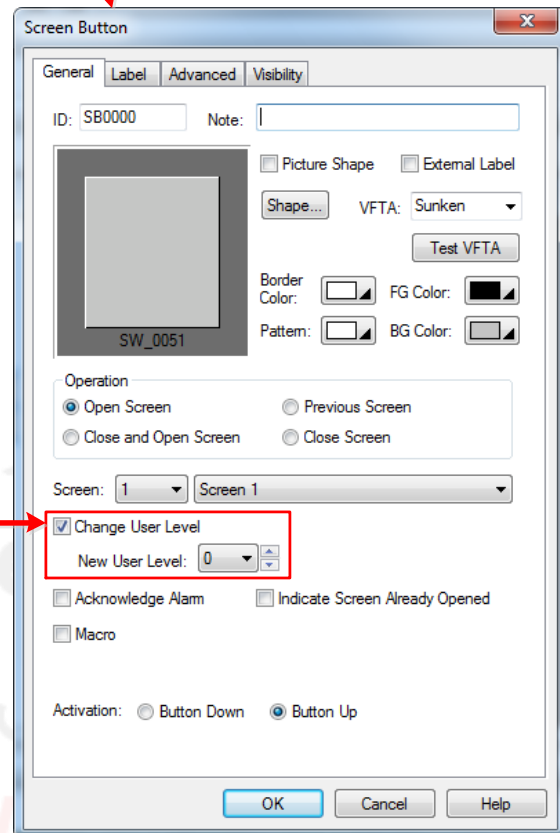 Screen Button
General Label Advanced Visibility
ID: SB0000 Note:
Picture Shape External Label
Shape... VFTA: Sunken
Test VFTA
Border Color: FG Color:
Pattern: BG Color:
SW_0051
Operation
Open Screen Previous Screen
Close and Open Screen Close Screen
Screen: 1 Screen 1
Change User Level
New User Level: 0
Acknowledge Alarm Indicate Screen Already Opened
Macro
Activation: Button Down Button Up
OK Cancel Help